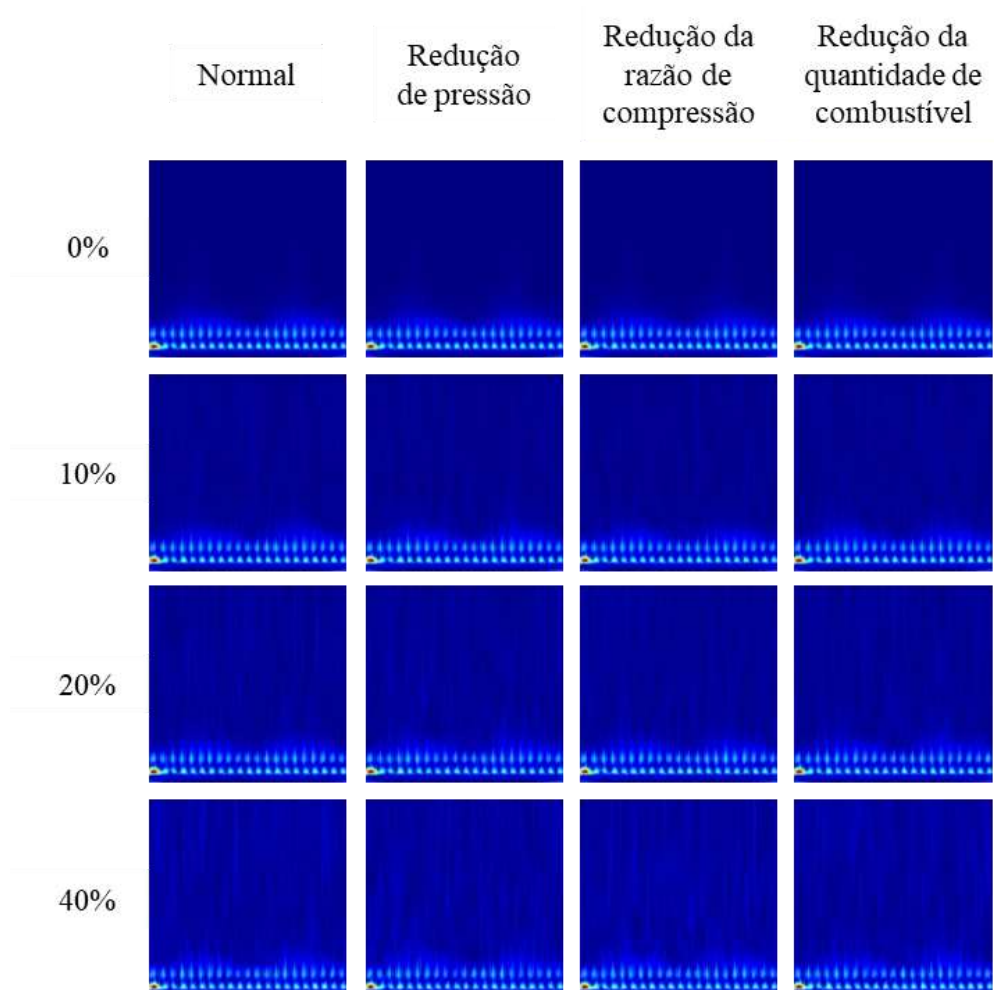 Normal
Redução
de pressão
Redução da
razão de
compressão
Redução da
quantidade de
combustível
0%
10%
20%
40%